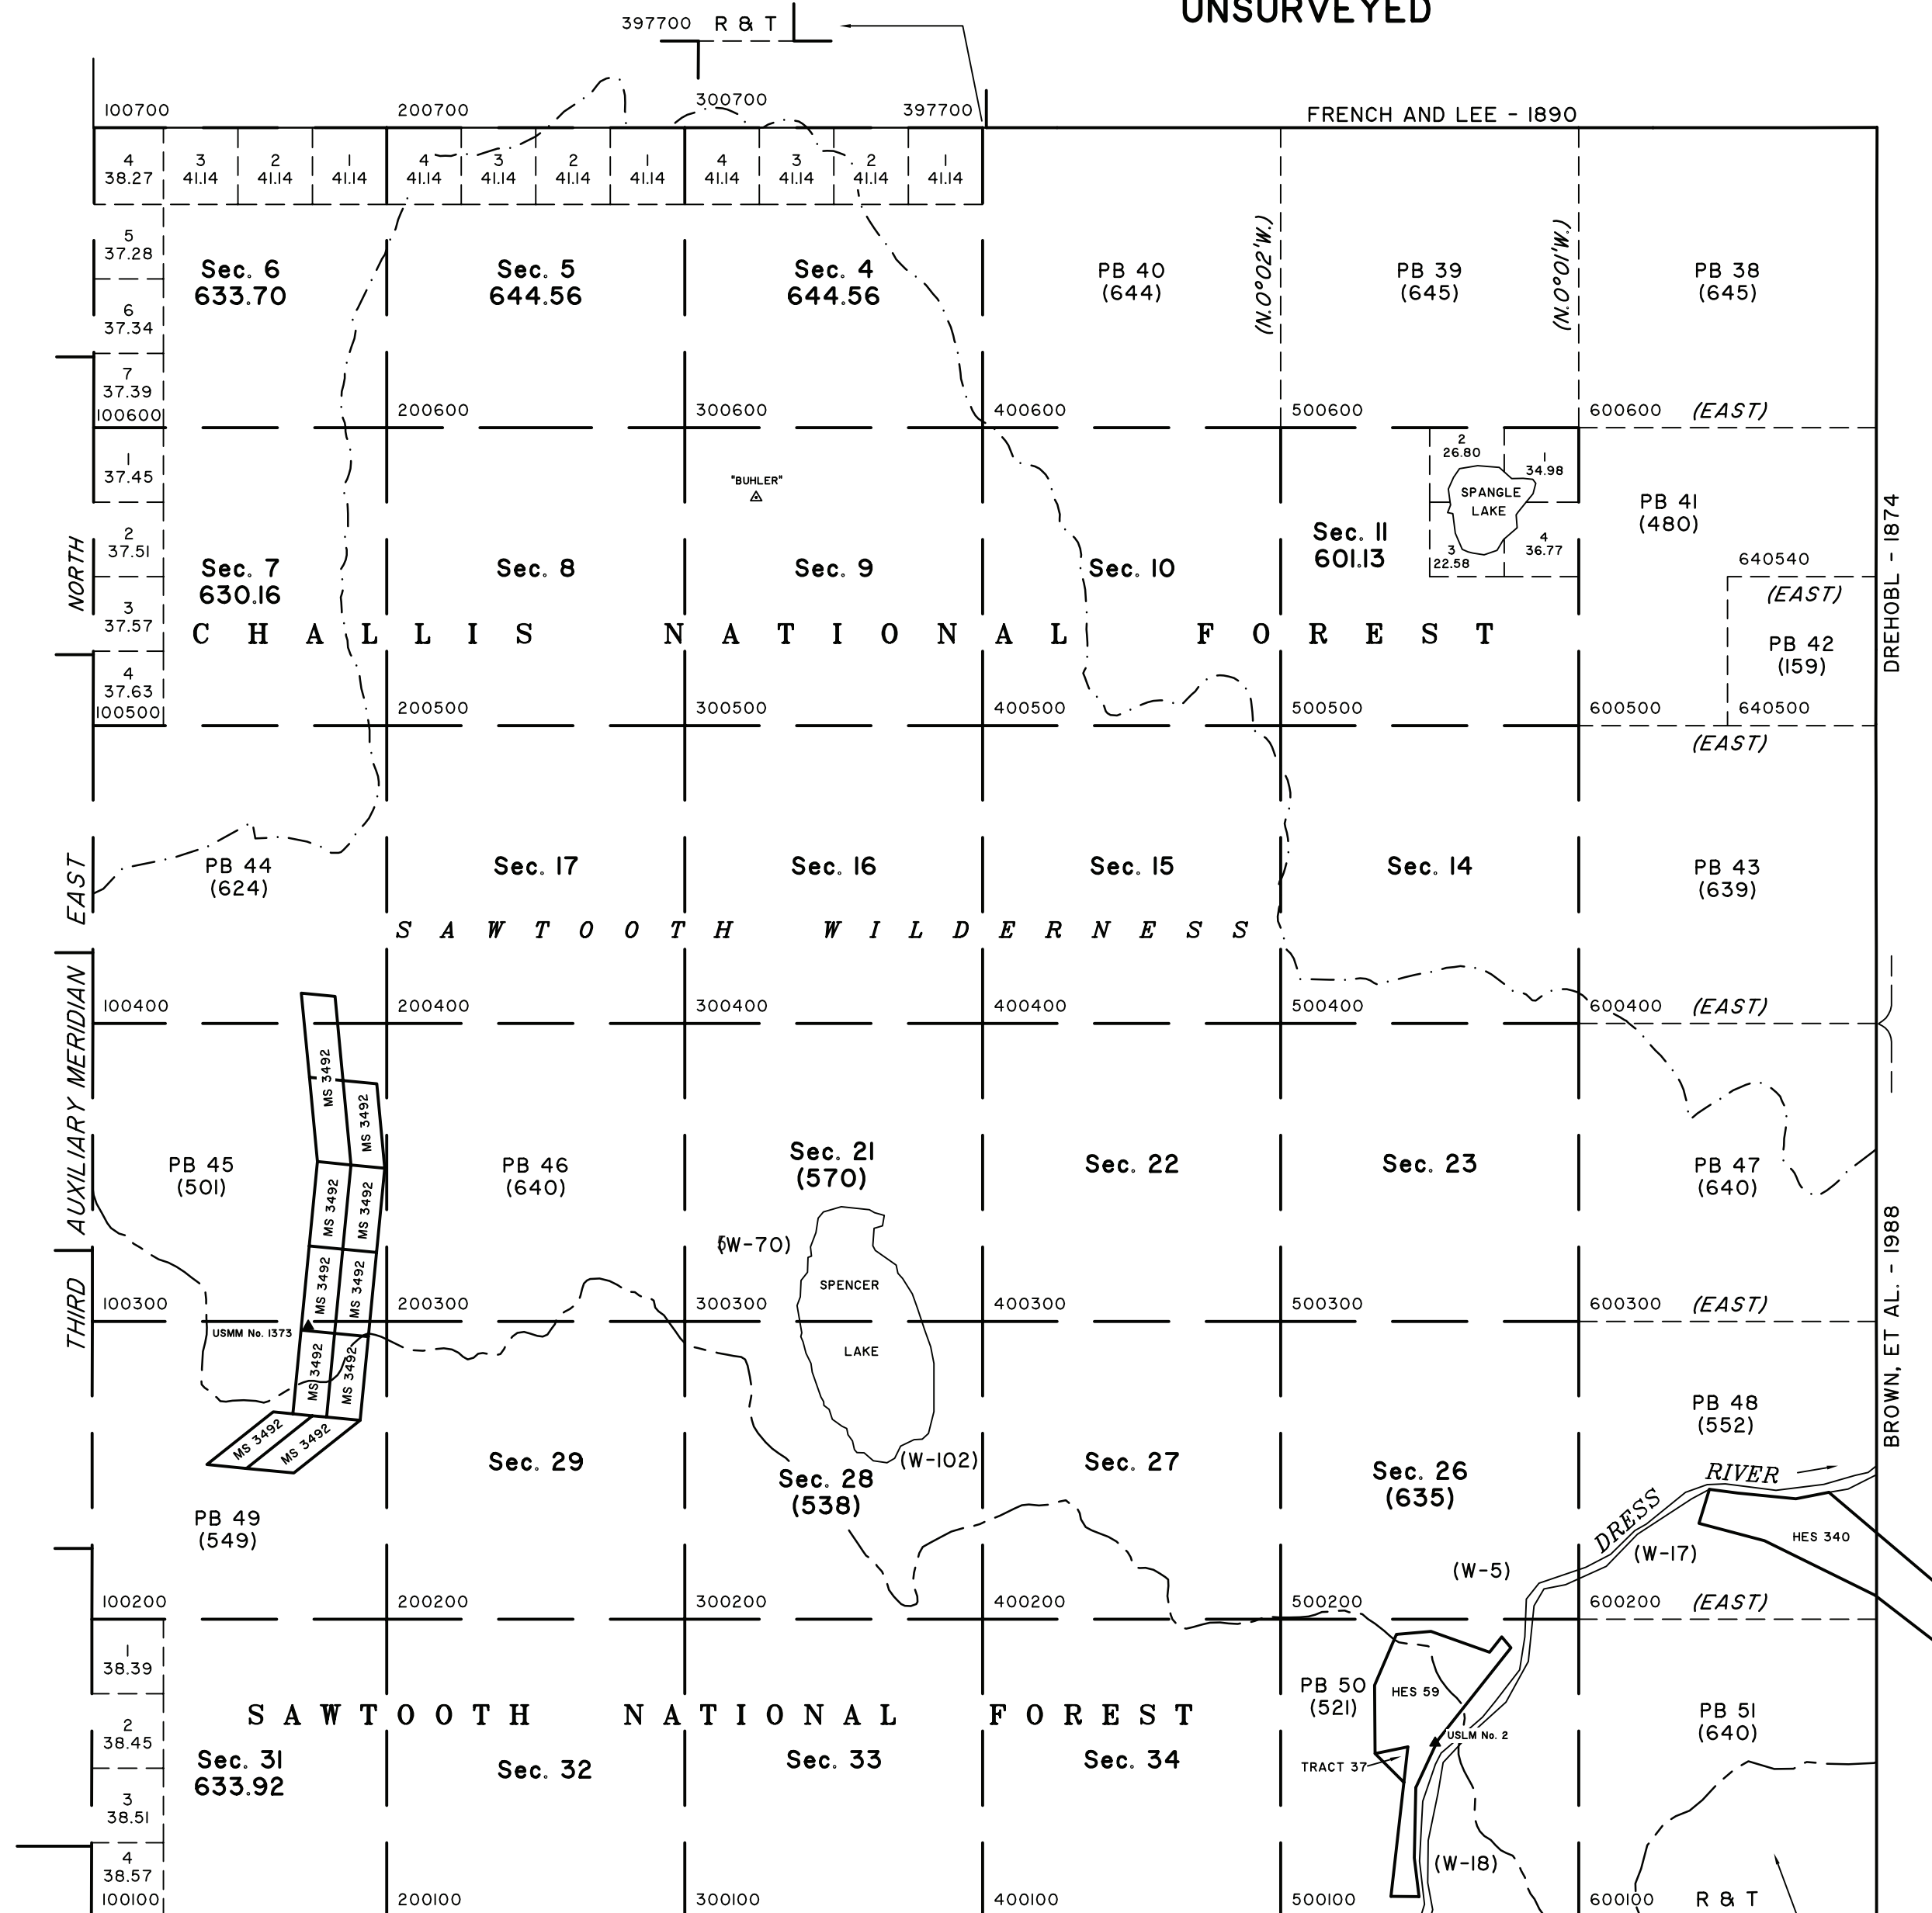 UNSURVEYED
397700 R & T
100700 200700 300700 397700 FRENCH AND LEE - 1890
4 3 2 1 4 3 2 1 4 3 2 1
38.27 41.14 41.14 41.14 41.14 41.14 41.14 41.14 41.14 41.14 41.14 41.14
5
37.28
6
37.34
7
37.39
Sec. 6
633.70
Sec. 5
644.56
Sec. 4
644.56
PB 40
(644)
(N.0°02'W.)
PB 39
(645)
(N.0°01'W.)
PB 38
(645)
100600 200600 300600 400600 500600 600600 (EAST)
1
37.45
2
37.51
3
37.57
4
37.63
"BUHLER"
2
26.80
1
34.98
SPANGLE
LAKE
3
22.58
4
36.77
Sec. 7
630.16
Sec. 8
Sec. 9
Sec. 10
Sec. 11
601.13
PB 41
(480)
640540
(EAST)
PB 42
(159)
NORTH
DREHOBL - 1874
CHALLIS NATIONAL FOREST
100500 200500 300500 400500 500500 600500 640500
(EAST)
PB 44
(624)
Sec. 17
Sec. 16
Sec. 15
Sec. 14
PB 43
(639)
SAWTOOTH WILDERNESS
THIRD AUXILIARY MERIDIAN EAST
100400 200400 300400 400400 500400 600400 (EAST)
MS 3492
MS 3492
MS 3492
MS 3492
MS 3492
MS 3492
MS 3492
MS 3492
MS 3492
MS 3492
PB 45
(501)
PB 46
(640)
Sec. 21
(570)
Sec. 22
Sec. 23
PB 47
(640)
(W-70)
SPENCER
LAKE
100300 200300 300300 400300 500300 600300 (EAST)
USMM No. 1373
BROWN, ET AL. - 1988
PB 49
(549)
Sec. 29
Sec. 28
(538)
(W-102)
Sec. 27
Sec. 26
(635)
PB 48
(552)
DRESS RIVER
HES 340
(W-5)
(W-17)
100200 200200 300200 400200 500200 600200 (EAST)
1
38.39
2
38.45
3
38.51
4
38.57
SAWTOOTH NATIONAL FOREST
Sec. 31
633.92
Sec. 32
Sec. 33
Sec. 34
PB 50
(521)
HES 59
USLM No. 2
TRACT 37
(W-18)
PB 51
(640)
100100 200100 300100 400100 500100 600100 R & T